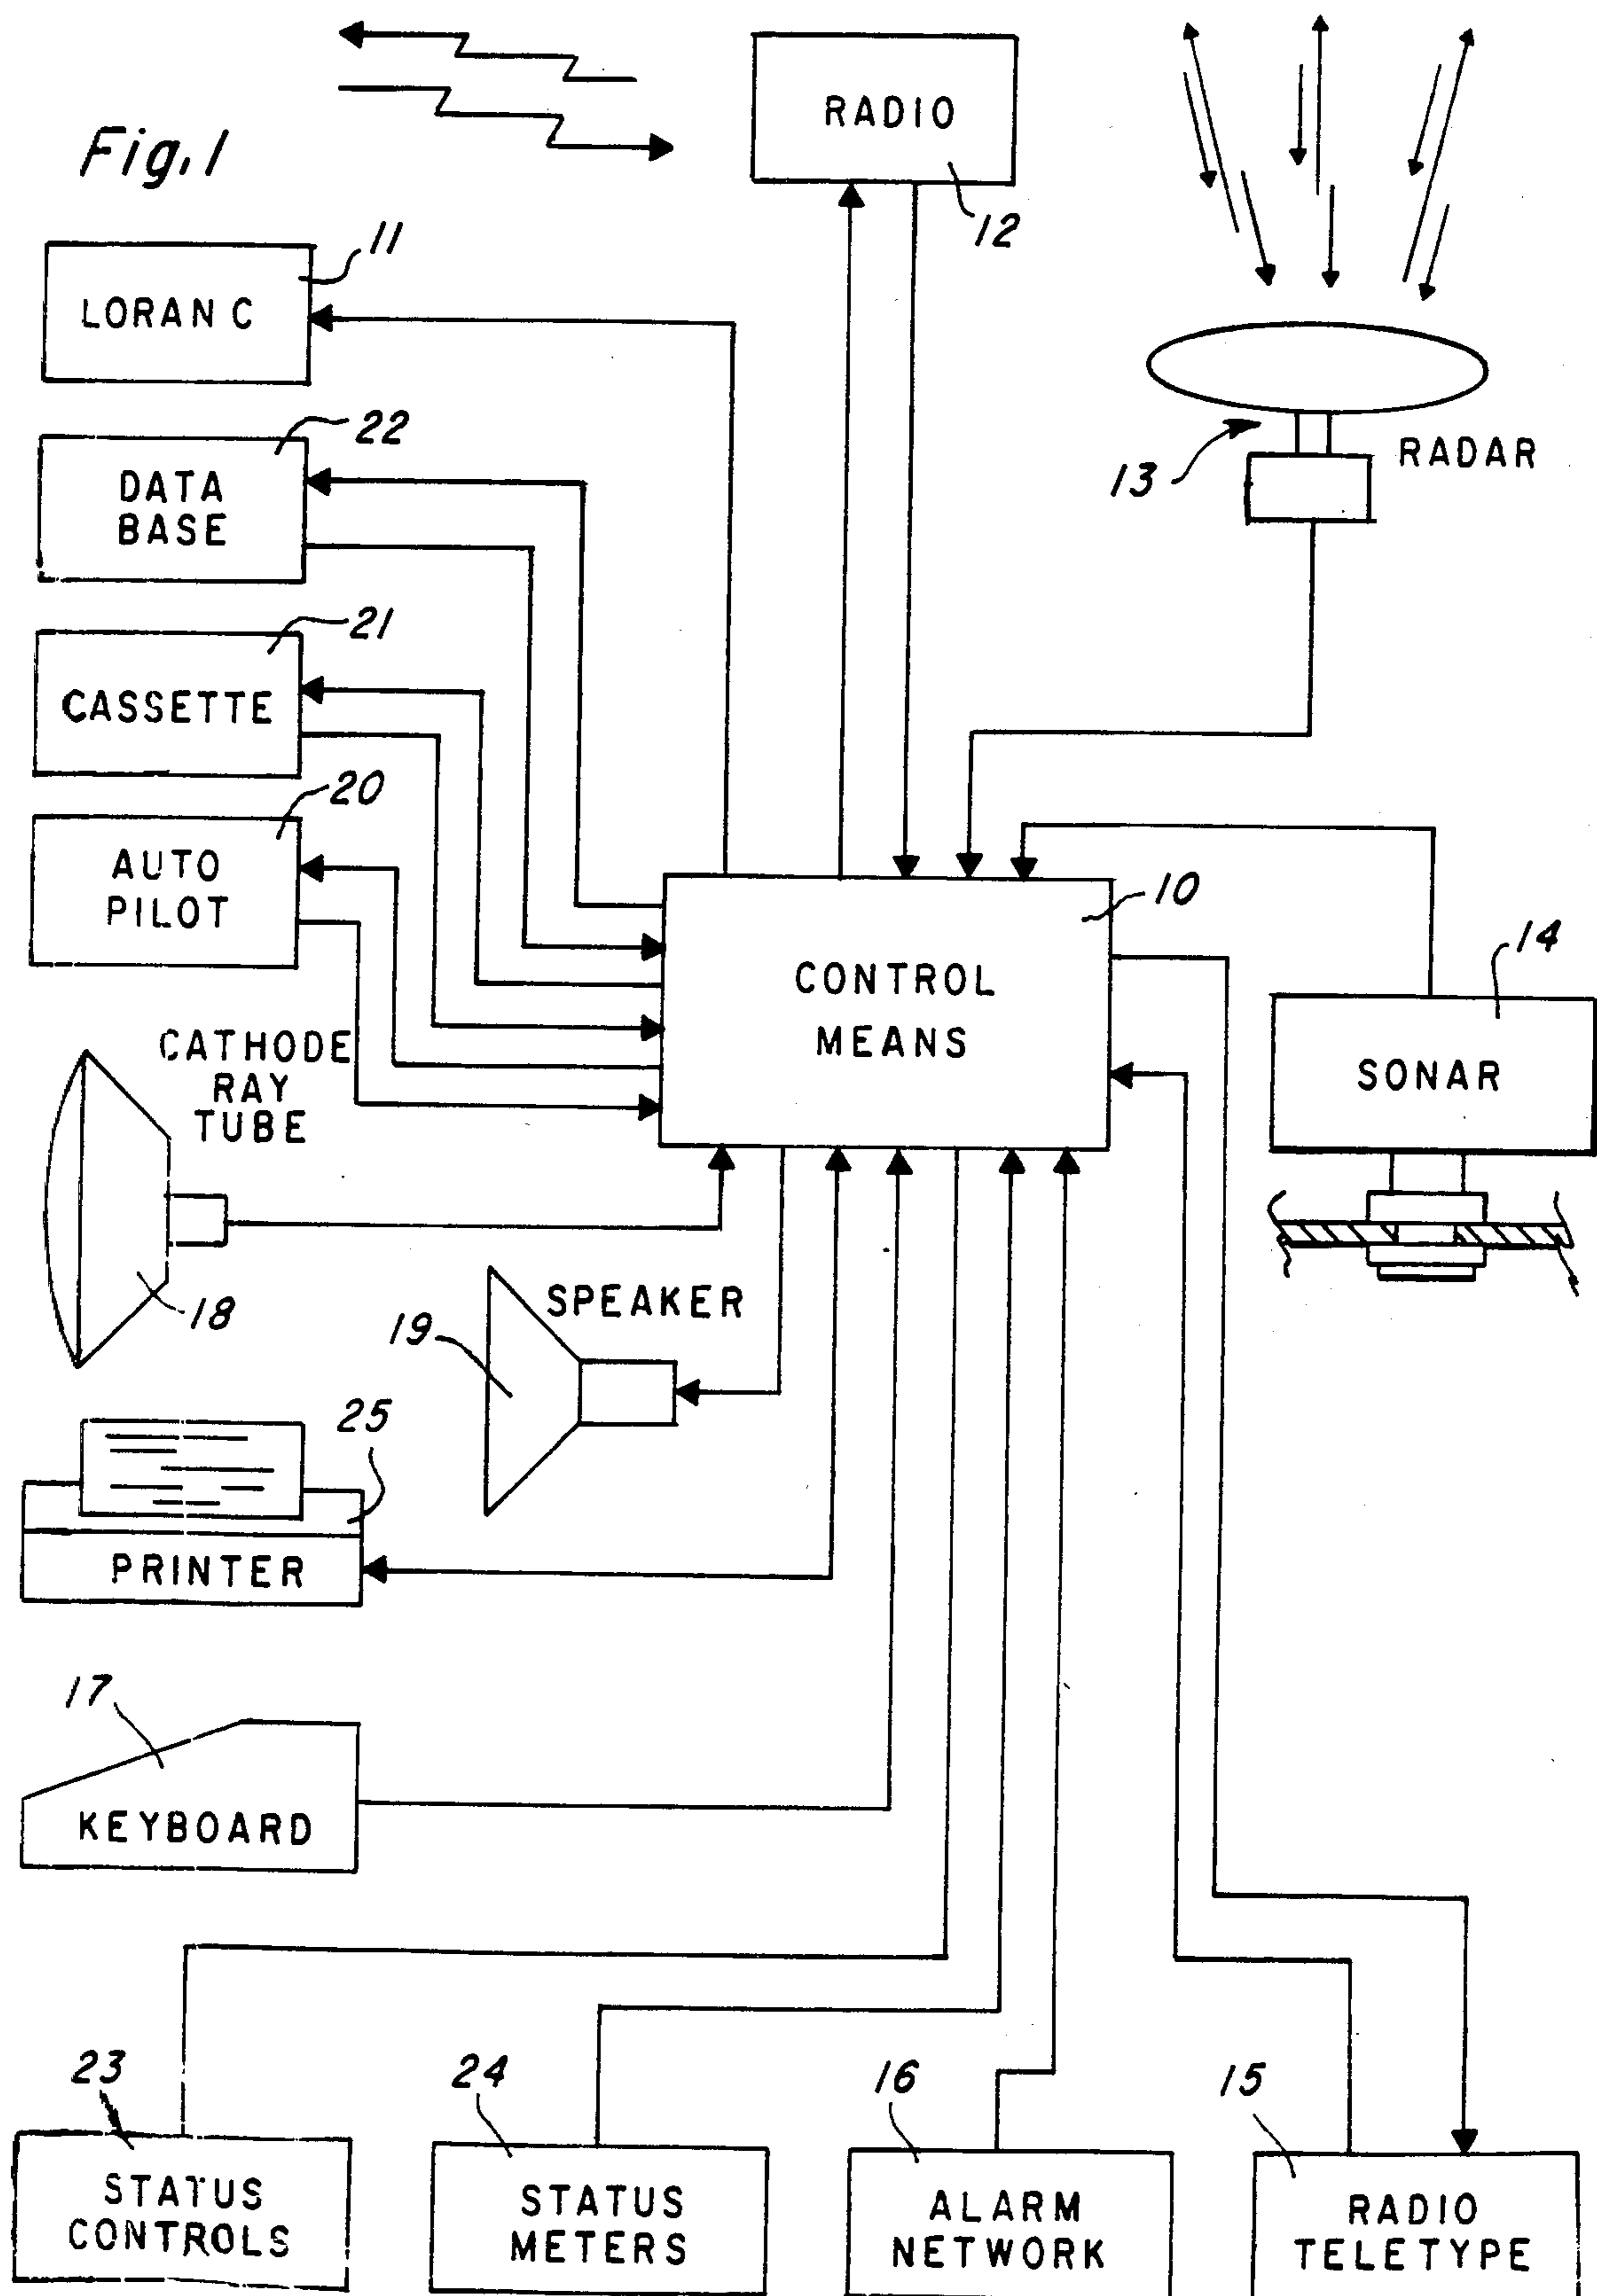 Fig. 1
RADIO
12
11
LORAN C
22
DATA
BASE
13
RADAR
21
CASSETTE
20
AUTO
PILOT
10
CONTROL
MEANS
14
SONAR
CATHODE
RAY
TUBE
18
SPEAKER
19
25
PRINTER
17
KEYBOARD
23
STATUS
CONTROLS
24
STATUS
METERS
16
ALARM
NETWORK
15
RADIO
TELETYPE